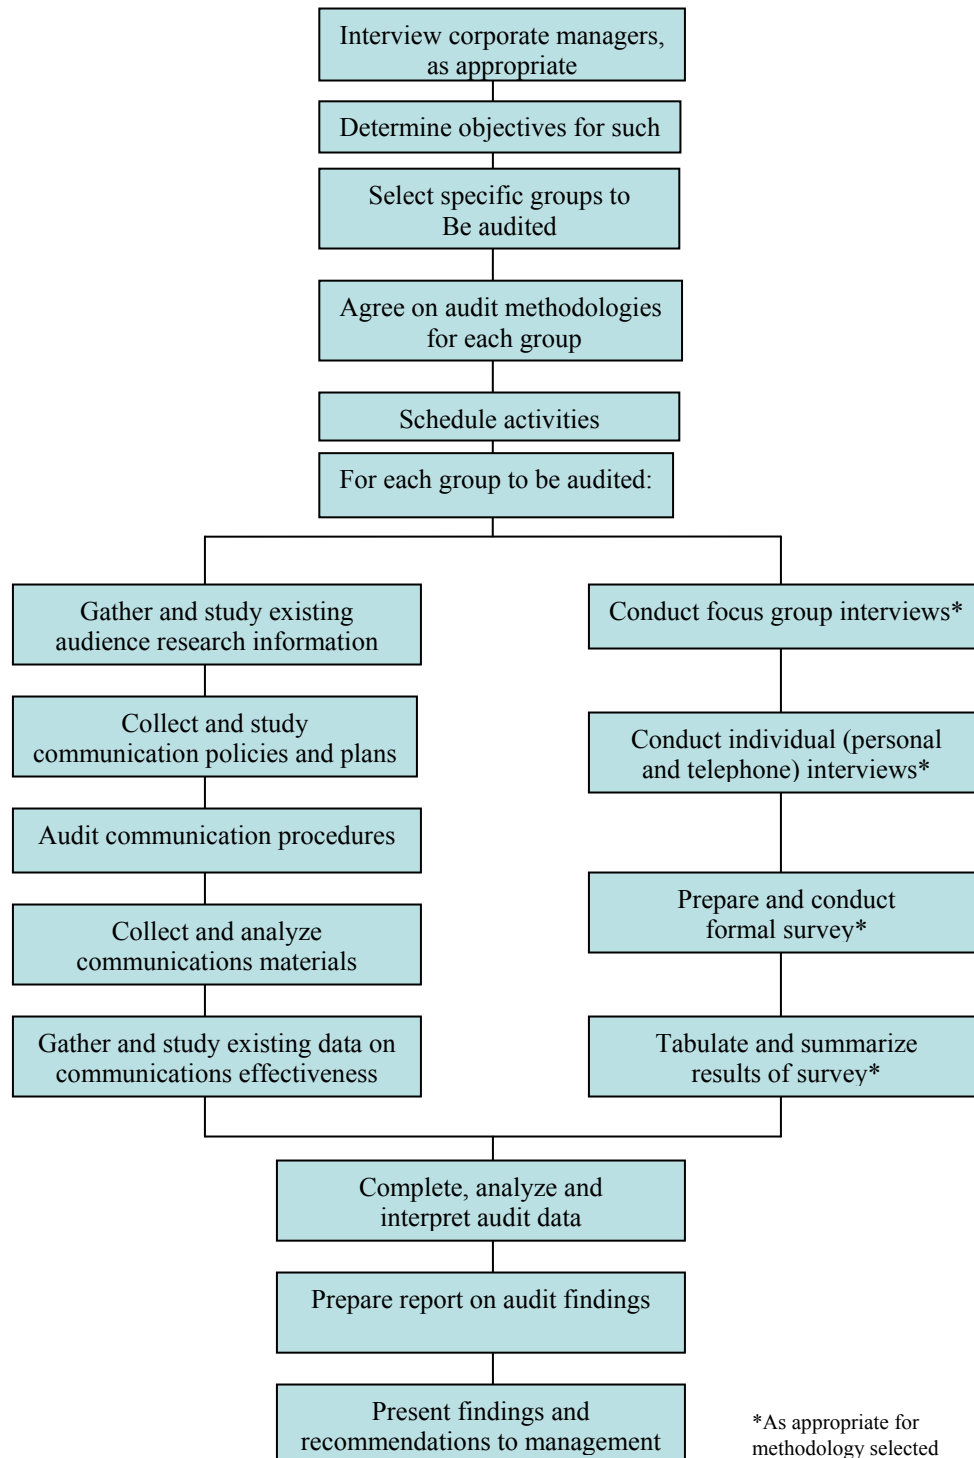 Interview corporate managers,
as appropriate
Determine objectives for such
Select specific groups to
Be audited
Agree on audit methodologies
for each group
Schedule activities
For each group to be audited:
Gather and study existing
audience research information
Collect and study
communication policies and plans
Audit communication procedures
Collect and analyze
communications materials
Gather and study existing data on
communications effectiveness
Conduct focus group interviews*
Conduct individual (personal
and telephone) interviews*
Prepare and conduct
formal survey*
Tabulate and summarize
results of survey*
Complete, analyze and
interpret audit data
Prepare report on audit findings
Present findings and
recommendations to management
*As appropriate for
methodology selected